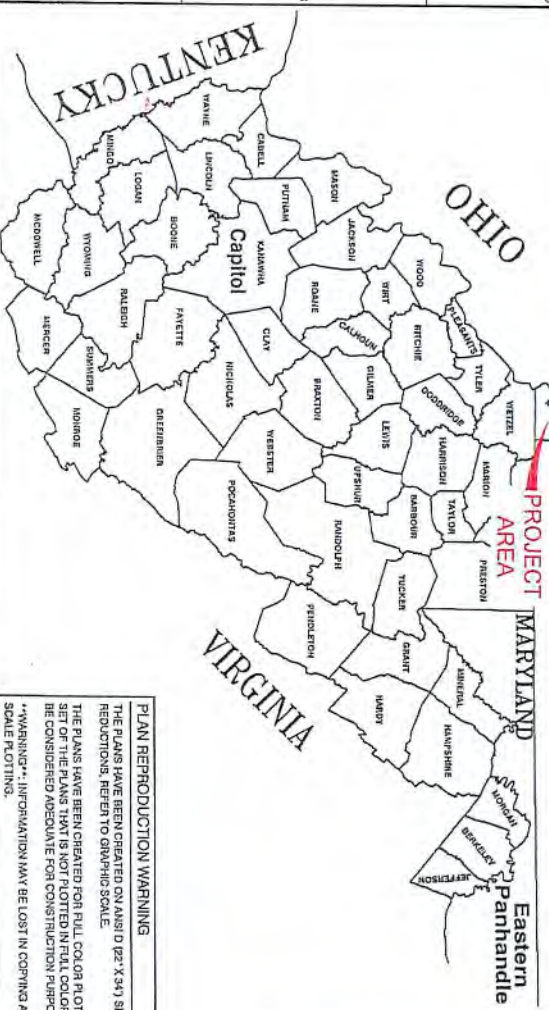 KENTUCKY
OHIO
PROJECT
AREA
MARYLAND
VIRGINIA
Eastern
Panhandle
Capitol
WAYNE
CABELL
MINGO
LINCOLN
LOGAN
MASON
PUTNAM
BOONE
MCDOWELL
WYOMING
KANAWHA
JACKSON
RALEIGH
MERCER
SUMMERS
FAYETTE
MONROE
ROANE
WIRT
WOOD
PLEASANTS
RITCHIE
CALHOUN
CLAY
NICHOLAS
GREENBRIER
TYLER
WETZEL
DODDRIDGE
GILMER
BRAXTON
WEBSTER
POCAHONTAS
LEWIS
HARRISON
MARION
TAYLOR
UPSHUR
BARBOUR
RANDOLPH
PRESTON
TUCKER
PENDLETON
GRANT
MINERAL
HARDY
HAMPSHIRE
MORGAN
BERKELEY
JEFFERSON
PLAN REPRODUCTION WARNING
THE PLANS HAVE BEEN CREATED ON ANSI D (22" X 34")
REDUCTIONS, REFER TO GRAPHIC SCALE.
THE PLANS HAVE BEEN CREATED FOR FULL COLOR
SET OF THE PLANS THAT IS NOT PLOTTED IN FULL COLOR
BE CONSIDERED ADEQUATE FOR CONSTRUCTION
**WARNING**: INFORMATION MAY BE LOST IN COPYING
SCALE PLOTTING.